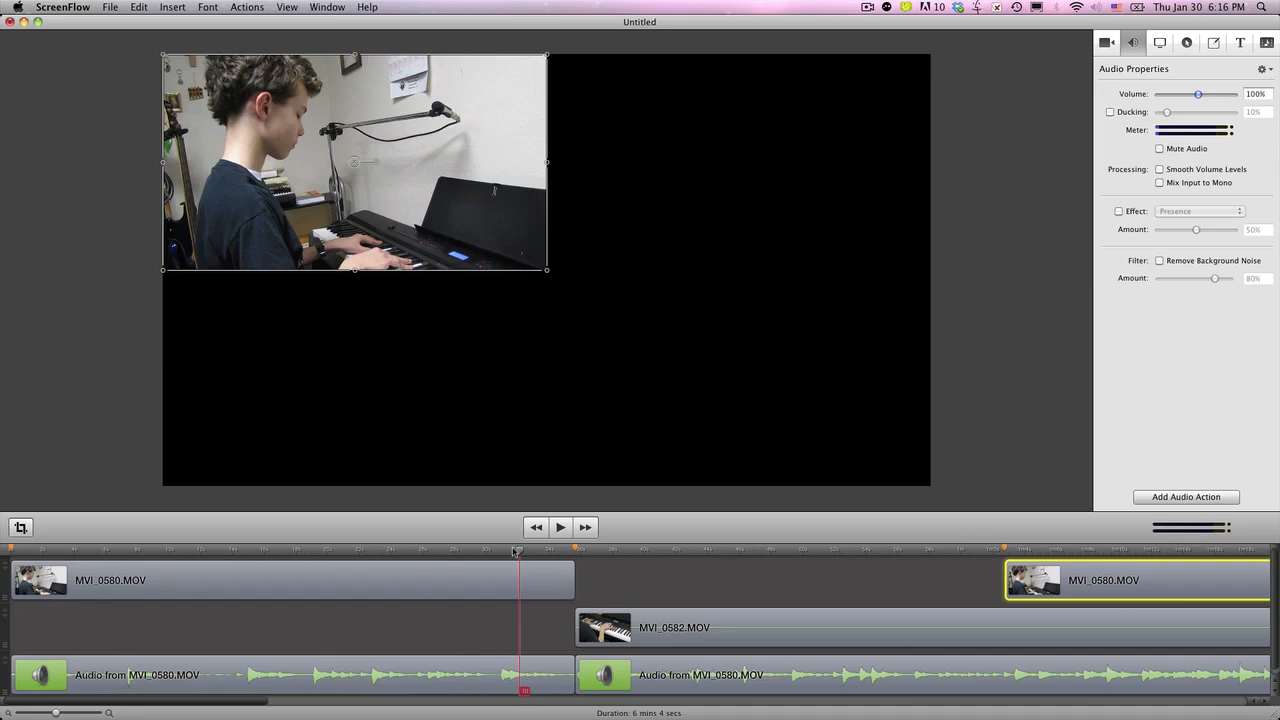 ScreenFlow File Edit Insert Font Actions View Window Help 10 Thu Jan 30 6:16 PM
Untitled
Audio Properties
Volume: 100%
Ducking: 10%
Meter:
Mute Audio
Processing: Smooth Volume Levels
Mix Input to Mono
Effect: Presence
Amount: 50%
Filter: Remove Background Noise
Amount: 80%
Add Audio Action
MVI_0580.MOV MVI_0580.MOV
MVI_0582.MOV
Audio from MVI_0580.MOV Audio from MVI_0580.MOV
Duration: 6 mins 4 secs